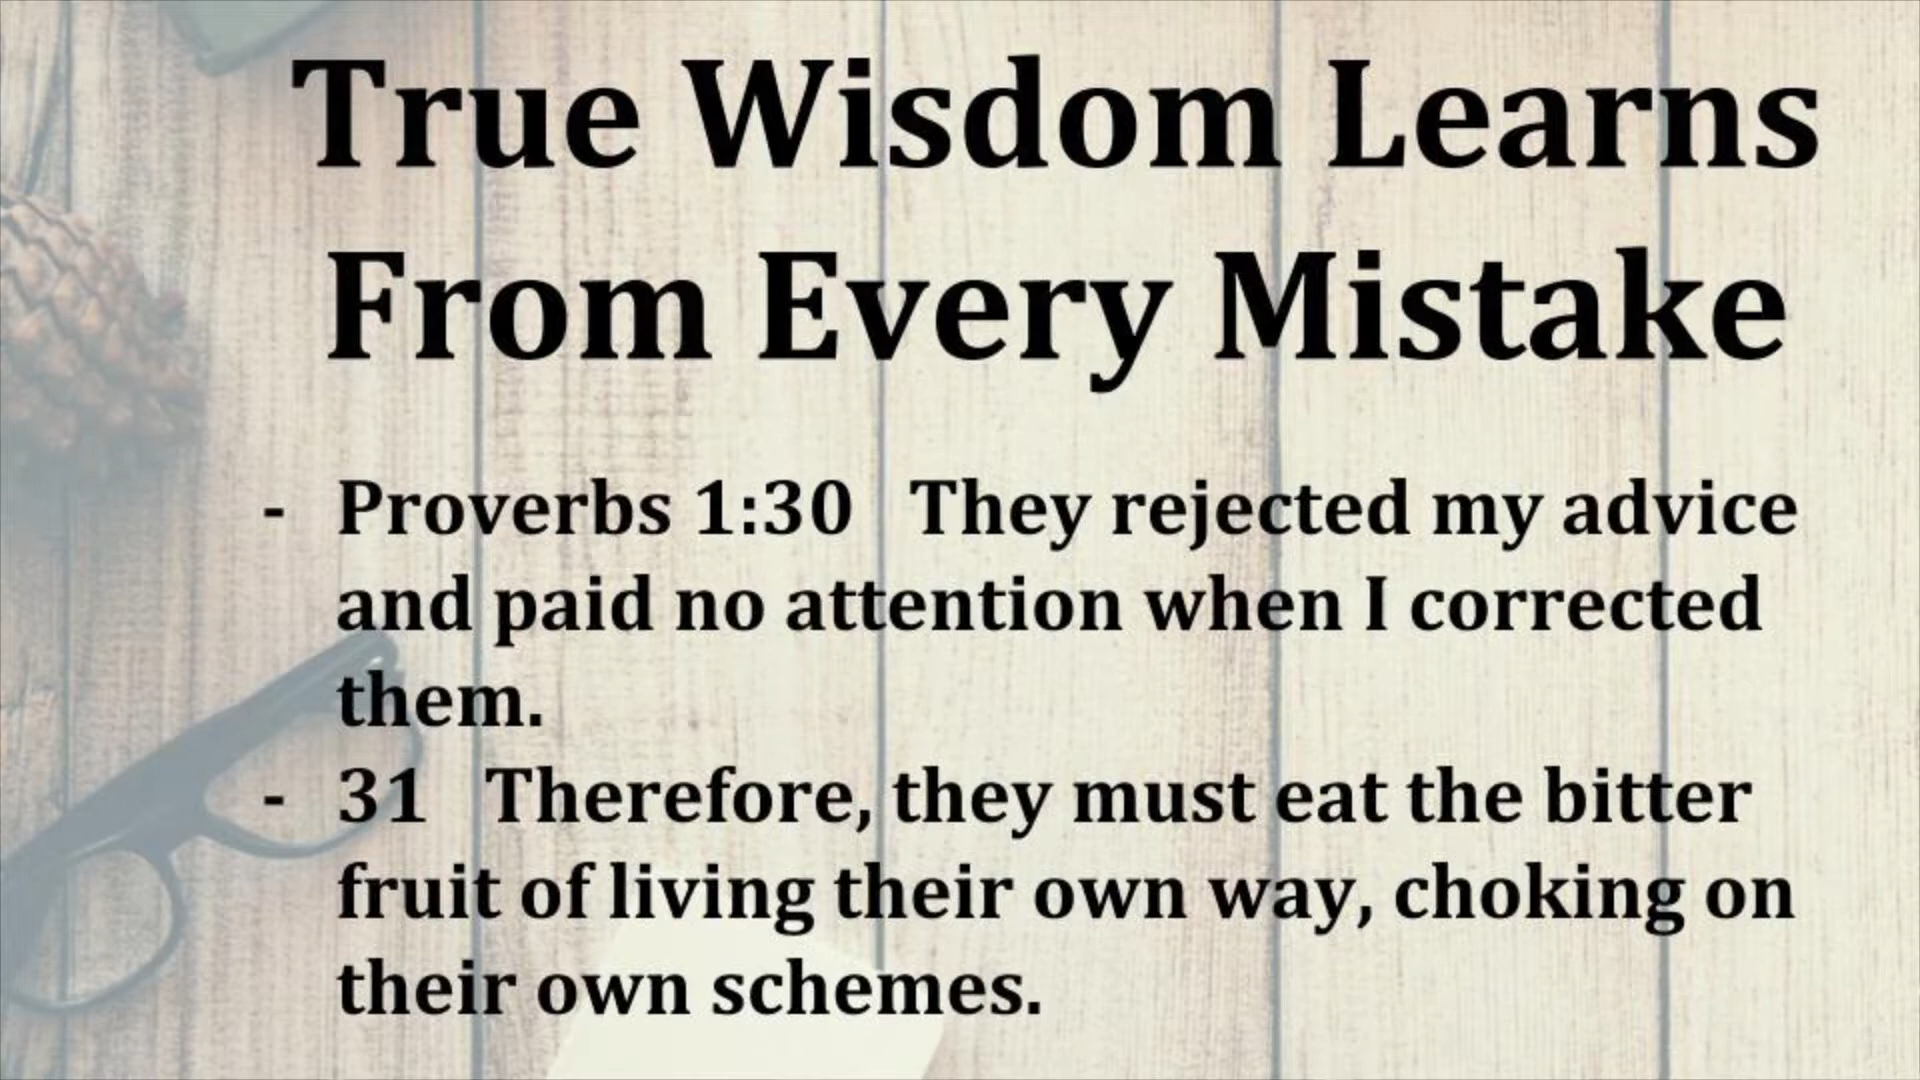 True Wisdom Learns
From Every Mistake
- Proverbs 1:30 They rejected my advice
and paid no attention when I corrected
them.
- 31 Therefore, they must eat the bitter
fruit of living their own way, choking on
their own schemes.